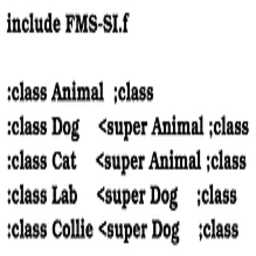 include FMS-SI.f
:class Animal ;class
:class Dog <super Animal ;class
:class Cat <super Animal ;class
:class Lab <super Dog ;class
:class Collie <super Dog ;class